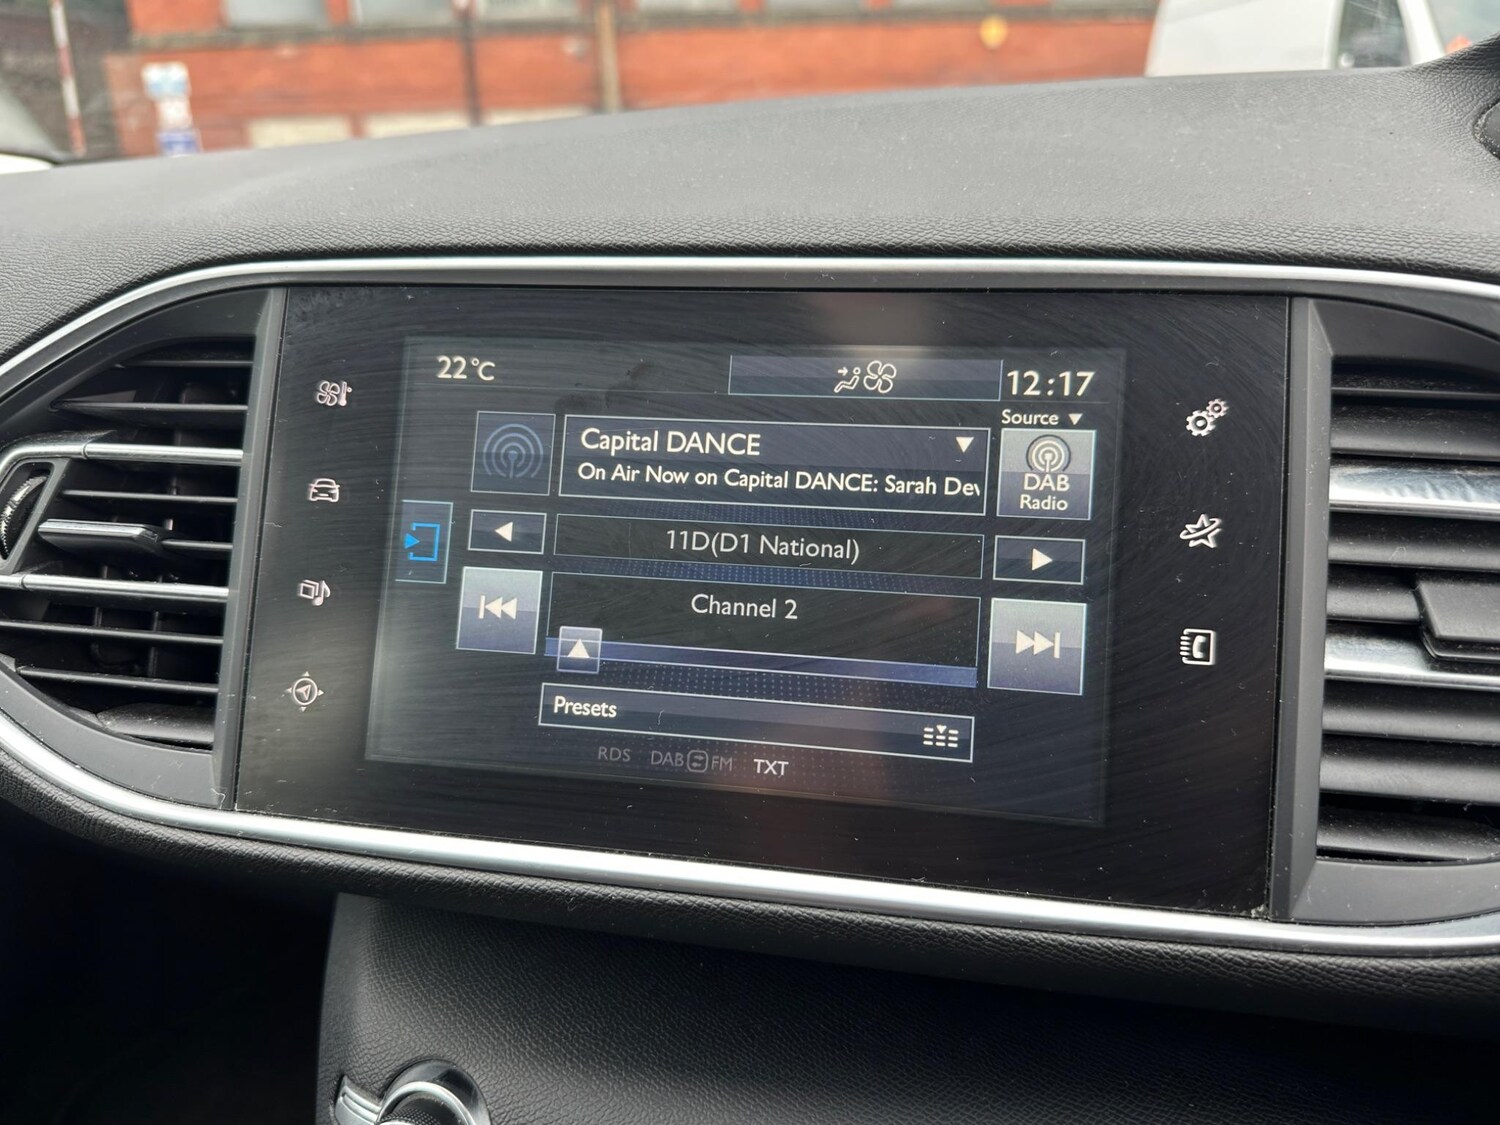 22°C
12:17
Source
Capital DANCE
On Air Now on Capital DANCE: Sarah Dev
DAB
Radio
11D(D1 National)
Channel 2
Presets
RDS DAB FM TXT